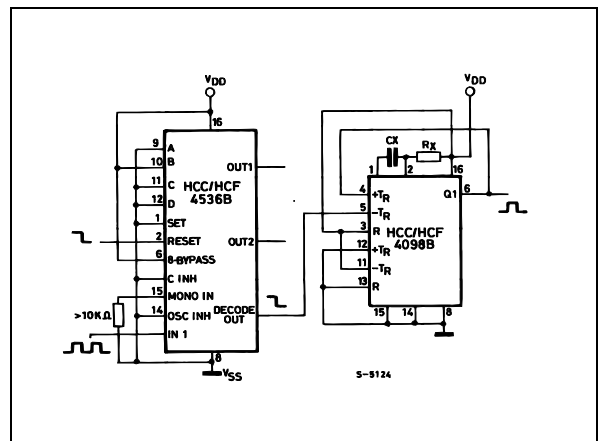 VDD
16
9 A
10 B
11 C
12 D
1 SET
2 RESET
6 8-BYPASS
C INH
15 MONO IN
14 OSC INH
IN 1
>10KΩ
HCC/HCF
4536B
OUT1
OUT2
DECODE
OUT
8
VSS
VDD
CX
RX
1
2
16
4 +TR
5 -TR
3 R
12 +TR
11 -TR
13 R
HCC/HCF
4098B
Q1 6
15
14
8
S-5124